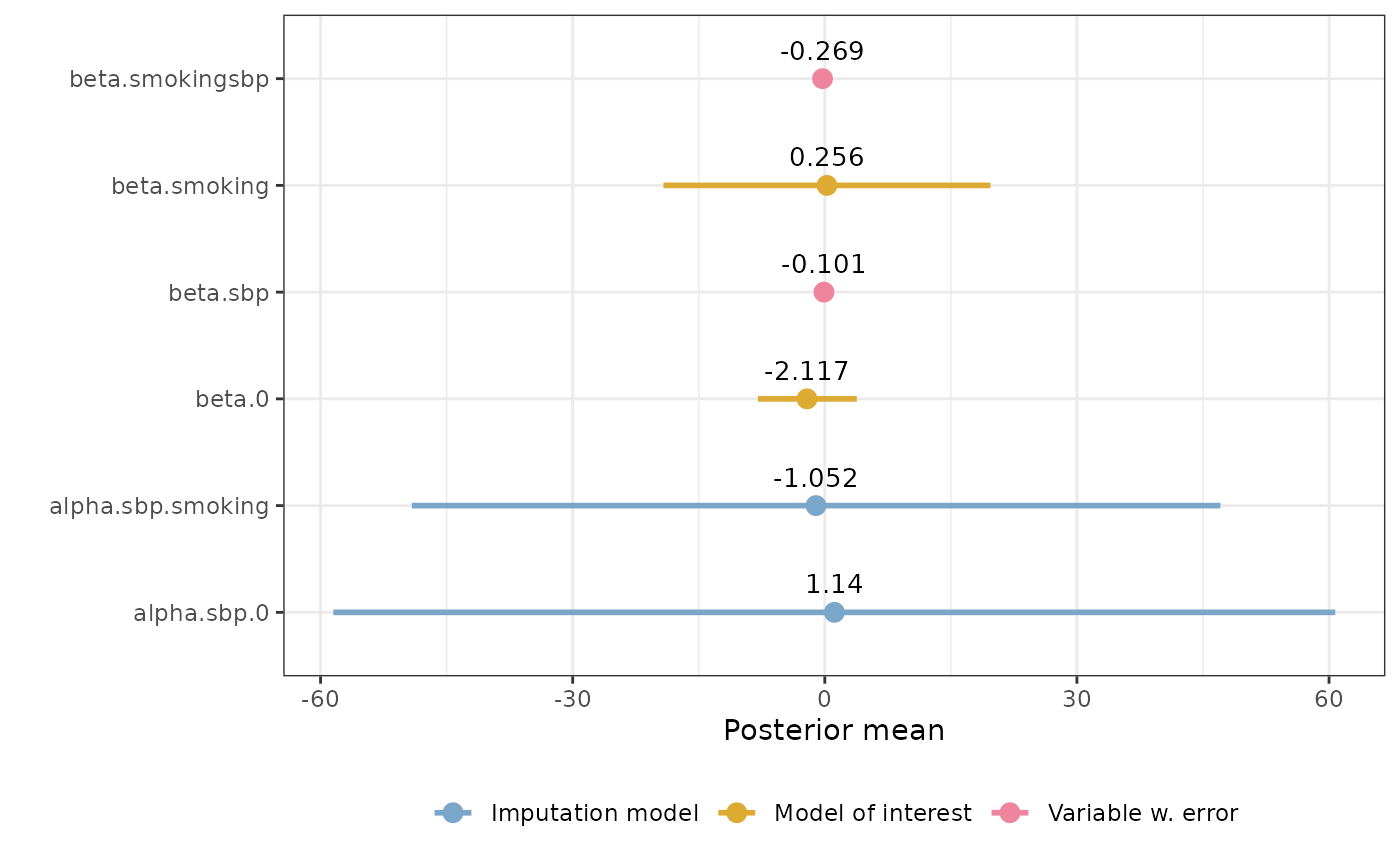 -0.269
beta.smokingsbp
0.256
beta.smoking
-0.101
beta.sbp
-2.117
beta.0
-1.052
alpha.sbp.smoking
1.14
alpha.sbp.0
-60 -30 0 30 60
Posterior mean
Imputation model Model of interest Variable w. error